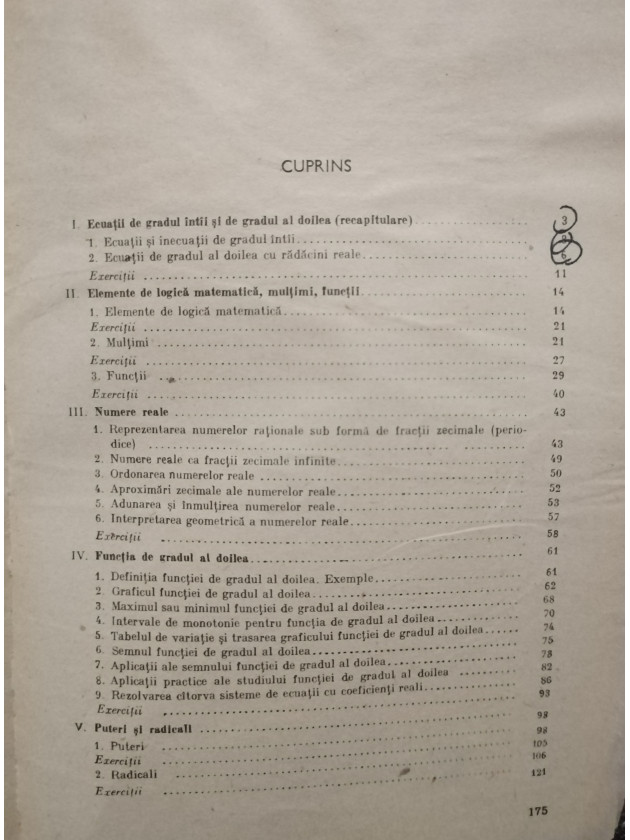 CUPRINS
I. Ecuații de gradul întîi și de gradul al doilea (recapitulare) 3
1. Ecuații și inecuații de gradul întîi
2. Ecuații de gradul al doilea cu rădăcini reale 6
Exerciții 11
II. Elemente de logică matematică, mulțimi, funcții 14
1. Elemente de logică matematică 14
Exerciții 21
2. Mulțimi 21
Exerciții 27
3. Funcții 29
Exerciții 40
III. Numere reale 43
1. Reprezentarea numerelor raționale sub formă de fracții zecimale (perio-
dice) 43
2. Numere reale ca fracții zecimale infinite 49
3. Ordonarea numerelor reale 50
4. Aproximări zecimale ale numerelor reale 52
5. Adunarea și înmulțirea numerelor reale 53
6. Interpretarea geometrică a numerelor reale 57
Exerciții 58
IV. Funcția de gradul al doilea 61
1. Definiția funcției de gradul al doilea. Exemple 61
2. Graficul funcției de gradul al doilea 62
3. Maximul sau minimul funcției de gradul al doilea 68
4. Intervale de monotonie pentru funcția de gradul al doilea 70
5. Tabelul de variație și trasarea graficului funcției de gradul al doilea 74
6. Semnul funcției de gradul al doilea 75
7. Aplicații ale semnului funcției de gradul al doilea 78
8. Aplicații practice ale studiului funcției de gradul al doilea 82
9. Rezolvarea cîtorva sisteme de ecuații cu coeficienți reali 86
Exerciții 93
V. Puteri și radicali 98
1. Puteri 98
Exerciții 105
2. Radicali 106
Exerciții 121
175